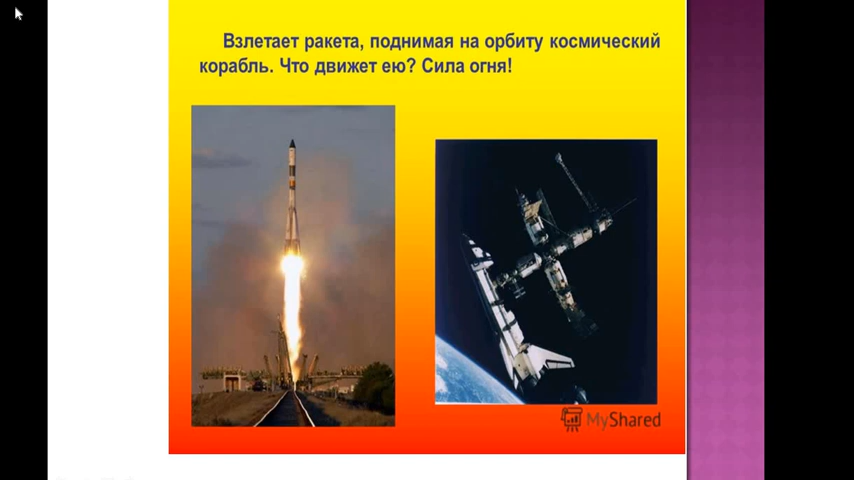 Взлетает ракета, поднимая на орбиту космический
корабль. Что движет ею? Сила огня!
MyShared